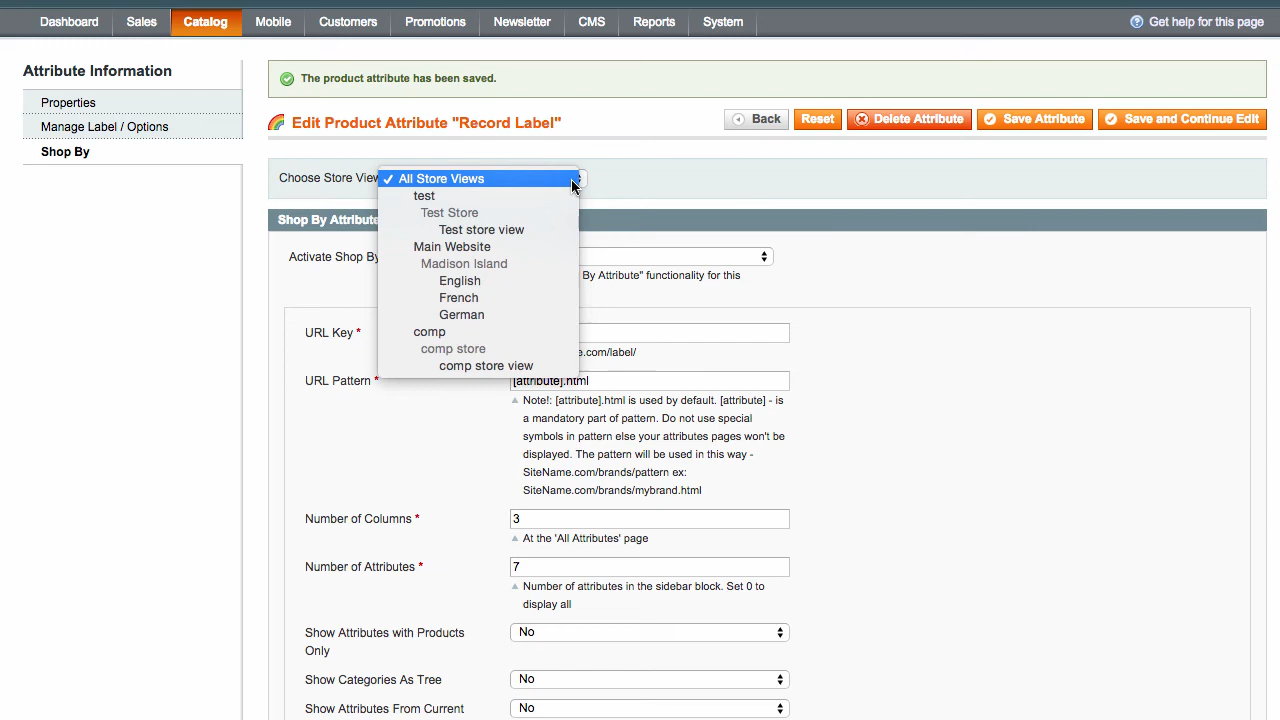 Dashboard Sales Catalog Mobile Customers Promotions Newsletter CMS Reports System Get help for this page
Attribute Information
Properties
Manage Label / Options
Shop By
The product attribute has been saved.
Edit Product Attribute "Record Label"
Back Reset Delete Attribute Save Attribute Save and Continue Edit
Choose Store View
✓ All Store Views
test
Test Store
Test store view
Main Website
Madison Island
English
French
German
comp
comp store
comp store view
Shop By Attribute
Activate Shop By
By Attribute" functionality for this
URL Key *
e.com/label/
URL Pattern *
[attribute].html
Note!: [attribute].html is used by default. [attribute] - is
a mandatory part of pattern. Do not use special
symbols in pattern else your attributes pages won't be
displayed. The pattern will be used in this way -
SiteName.com/brands/pattern ex:
SiteName.com/brands/mybrand.html
Number of Columns *
3
At the 'All Attributes' page
Number of Attributes *
7
Number of attributes in the sidebar block. Set 0 to
display all
Show Attributes with Products
Only
No
Show Categories As Tree
No
Show Attributes From Current
No